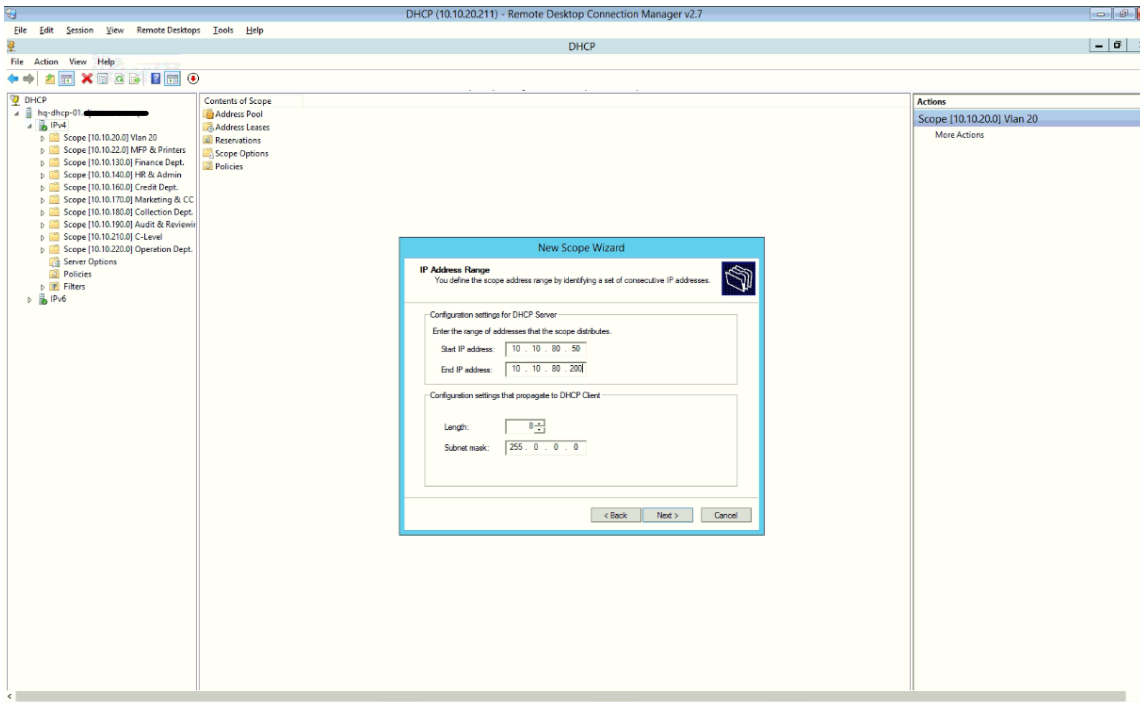 DHCP (10.10.20.211) - Remote Desktop Connection Manager v2.7
File Edit Session View Remote Desktops Tools Help
DHCP
File Action View Help
DHCP
hq-dhcp-01.
IPv4
Scope [10.10.20.0] Vlan 20
Scope [10.10.22.0] MFP & Printers
Scope [10.10.130.0] Finance Dept.
Scope [10.10.140.0] HR & Admin
Scope [10.10.160.0] Credit Dept.
Scope [10.10.170.0] Marketing & CC
Scope [10.10.180.0] Collection Dept.
Scope [10.10.190.0] Audit & Reviewin
Scope [10.10.210.0] C-Level
Scope [10.10.220.0] Operation Dept.
Server Options
Policies
Filters
IPv6
Contents of Scope
Address Pool
Address Leases
Reservations
Scope Options
Policies
New Scope Wizard
IP Address Range
You define the scope address range by identifying a set of consecutive IP addresses.
Configuration settings for DHCP Server
Enter the range of addresses that the scope distributes.
Start IP address: 10 . 10 . 80 . 50
End IP address: 10 . 10 . 80 . 200
Configuration settings that propagate to DHCP Client
Length: 8
Subnet mask: 255 . 0 . 0 . 0
< Back Next > Cancel
Actions
Scope [10.10.20.0] Vlan 20
More Actions